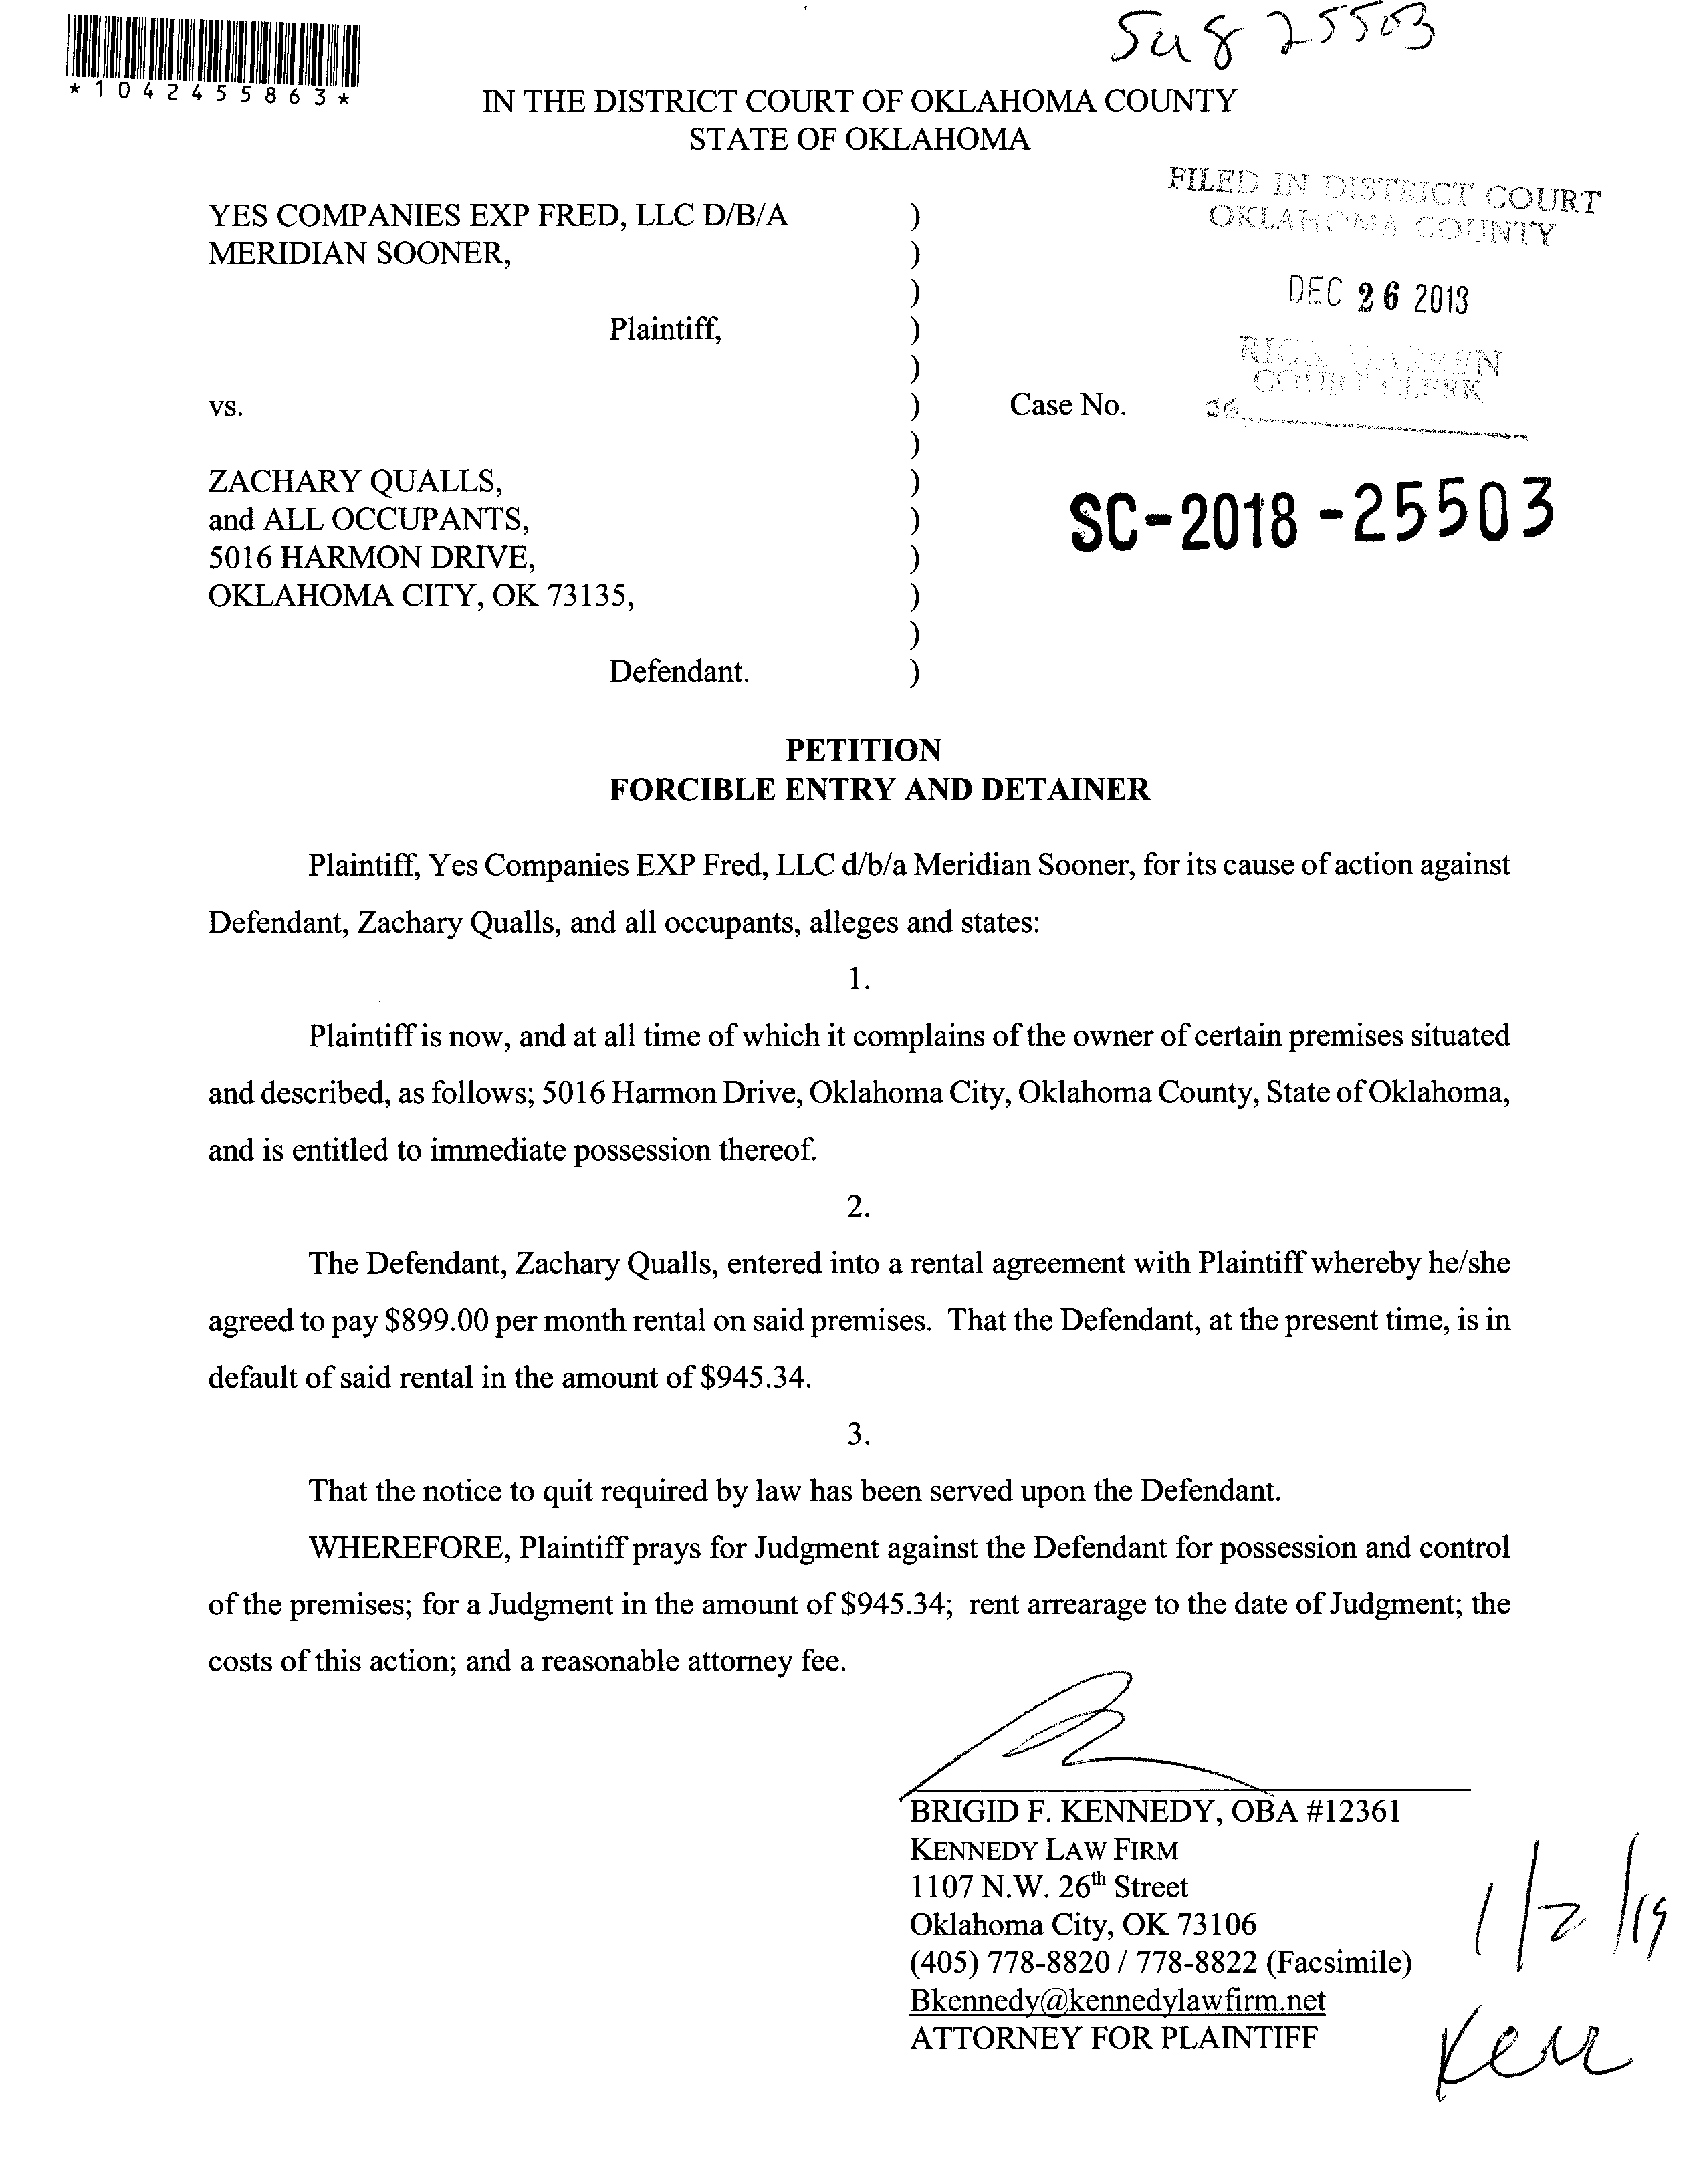 Su 8 25503
*1042455863*
IN THE DISTRICT COURT OF OKLAHOMA COUNTY
STATE OF OKLAHOMA
FILED IN DISTRICT COURT
OKLAHOMA COUNTY
DEC 26 2018
RICK WARREN
COURT CLERK
36
YES COMPANIES EXP FRED, LLC D/B/A )
MERIDIAN SOONER, )
)
Plaintiff, )
)
vs. ) Case No.
)
ZACHARY QUALLS, )
and ALL OCCUPANTS, ) SC-2018-25503
5016 HARMON DRIVE, )
OKLAHOMA CITY, OK 73135, )
)
Defendant. )
PETITION
FORCIBLE ENTRY AND DETAINER
Plaintiff, Yes Companies EXP Fred, LLC d/b/a Meridian Sooner, for its cause of action against
Defendant, Zachary Qualls, and all occupants, alleges and states:
1.
Plaintiff is now, and at all time of which it complains of the owner of certain premises situated
and described, as follows; 5016 Harmon Drive, Oklahoma City, Oklahoma County, State of Oklahoma,
and is entitled to immediate possession thereof.
2.
The Defendant, Zachary Qualls, entered into a rental agreement with Plaintiff whereby he/she
agreed to pay $899.00 per month rental on said premises. That the Defendant, at the present time, is in
default of said rental in the amount of $945.34.
3.
That the notice to quit required by law has been served upon the Defendant.
WHEREFORE, Plaintiff prays for Judgment against the Defendant for possession and control
of the premises; for a Judgment in the amount of $945.34; rent arrearage to the date of Judgment; the
costs of this action; and a reasonable attorney fee.
BRIGID F. KENNEDY, OBA #12361
KENNEDY LAW FIRM
1107 N.W. 26th Street
Oklahoma City, OK 73106
(405) 778-8820 / 778-8822 (Facsimile)
Bkennedy@kennedylawfirm.net
ATTORNEY FOR PLAINTIFF
1/2/19